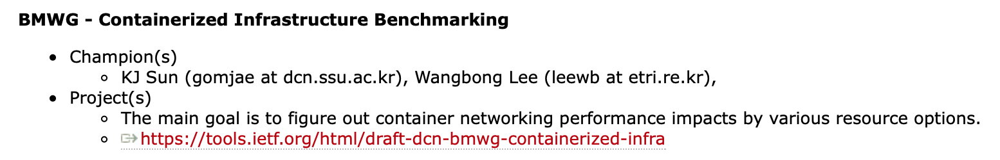 BMWG - Containerized Infrastructure Benchmarking
• Champion(s)
◦ KJ Sun (gomjae at dcn.ssu.ac.kr), Wangbong Lee (leewb at etri.re.kr),
• Project(s)
◦ The main goal is to figure out container networking performance impacts by various resource options.
◦ https://tools.ietf.org/html/draft-dcn-bmwg-containerized-infra